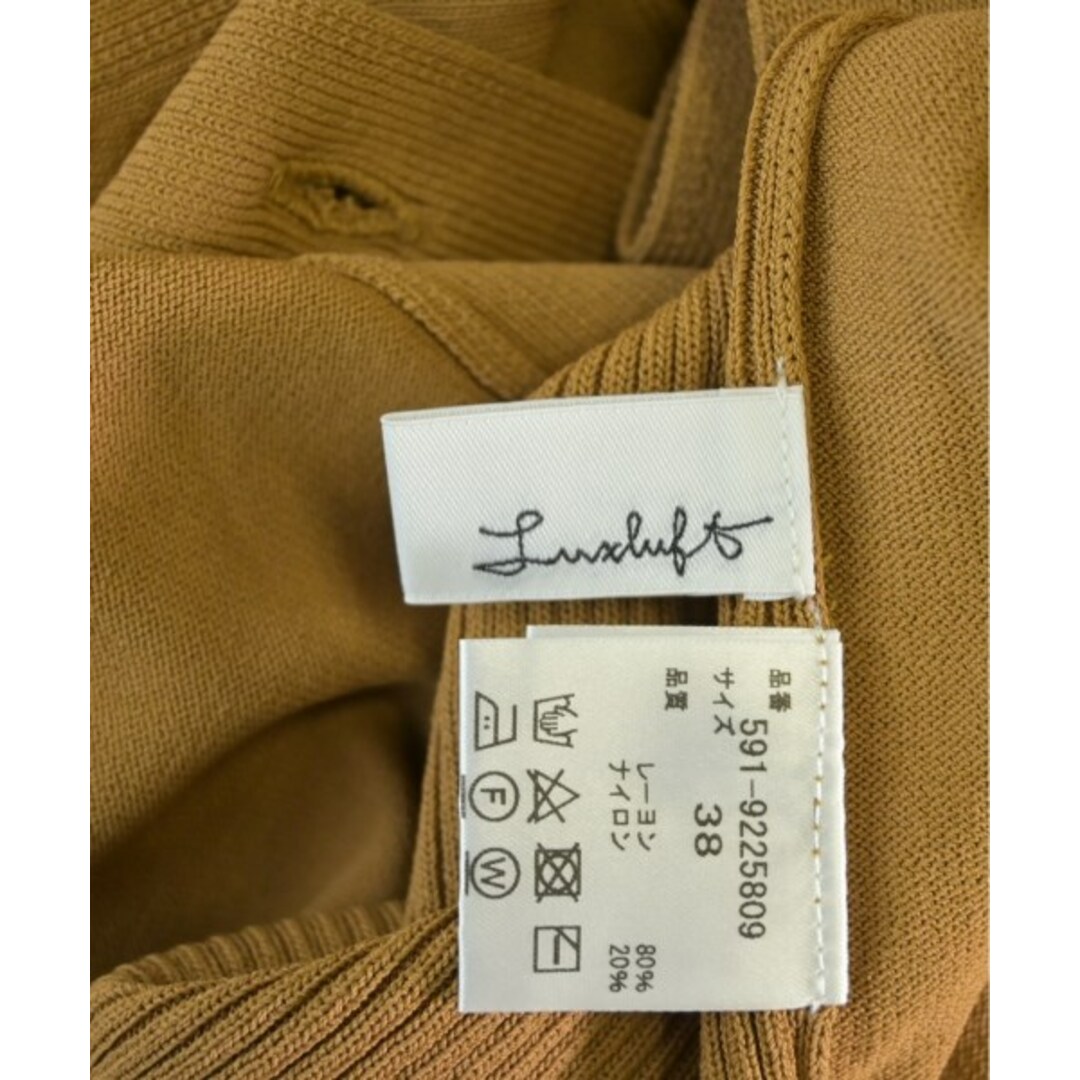 Luxluft
品番 591-9225809
サイズ 38
品質
レーヨン 80%
ナイロン 20%
F
W